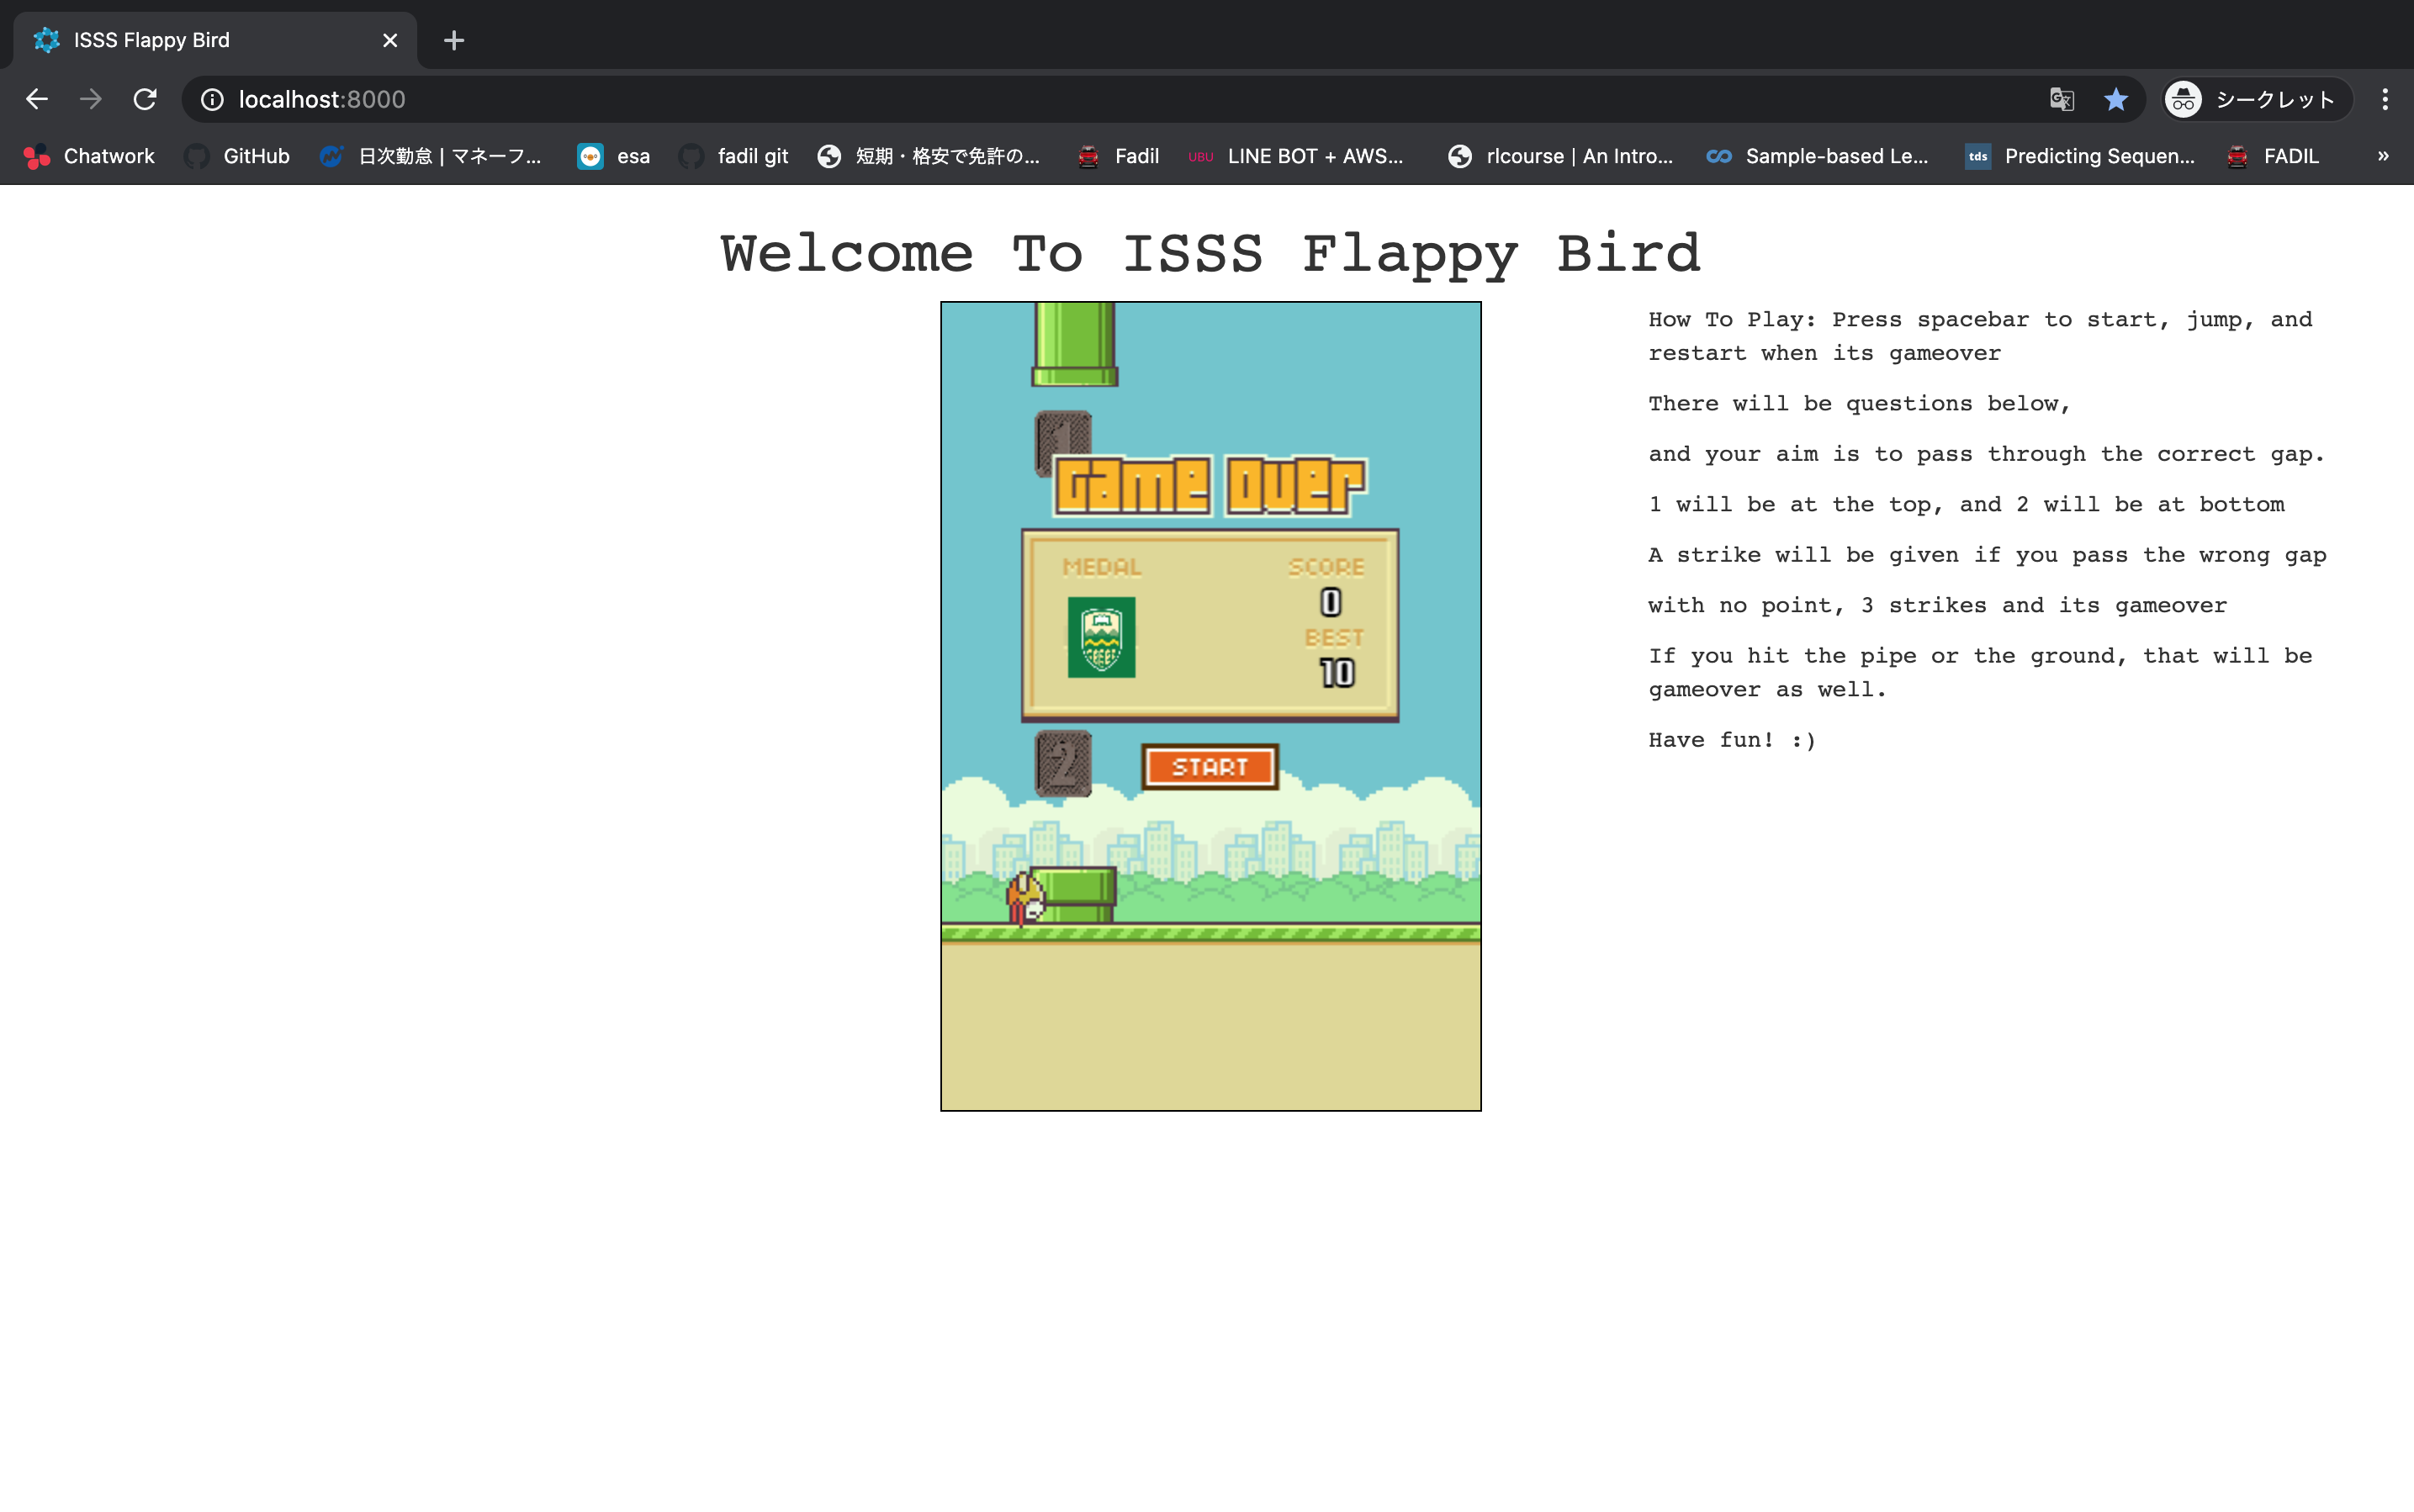 ISSS Flappy Bird
localhost:8000
シークレット
Chatwork
GitHub
日次勤怠 | マネーフ...
esa
fadil git
短期・格安で免許の...
Fadil
UBU
LINE BOT + AWS...
rlcourse | An Intro...
Sample-based Le...
tds
Predicting Sequen...
FADIL
»
Welcome To ISSS Flappy Bird
1
Game Over
MEDAL
SCORE
0
BEST
10
2
START
How To Play: Press spacebar to start, jump, and
restart when its gameover
There will be questions below,
and your aim is to pass through the correct gap.
1 will be at the top, and 2 will be at bottom
A strike will be given if you pass the wrong gap
with no point, 3 strikes and its gameover
If you hit the pipe or the ground, that will be
gameover as well.
Have fun! :)